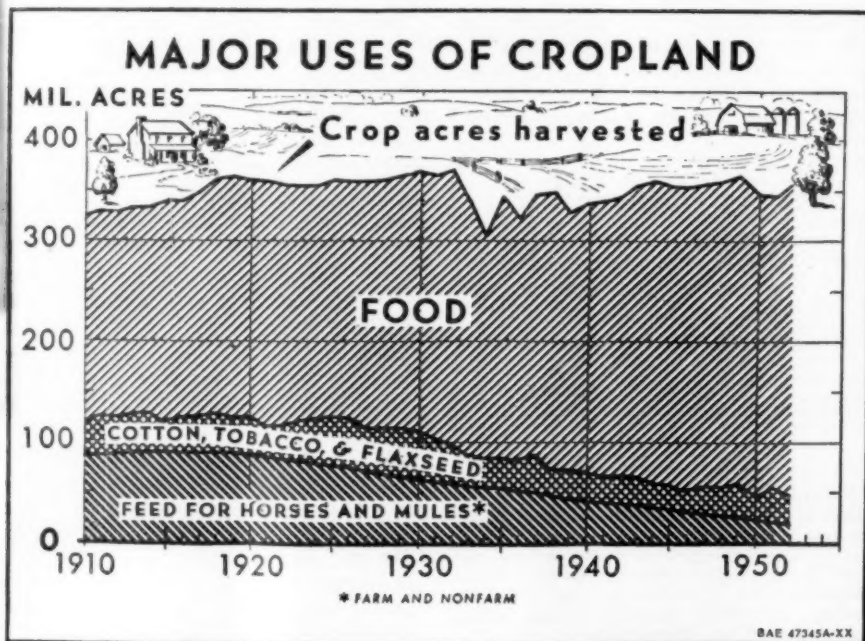 MAJOR USES OF CROPLAND
MIL. ACRES
400
Crop acres harvested
300
FOOD
200
100
COTTON, TOBACCO, & FLAXSEED
FEED FOR HORSES AND MULES*
0
1910 1920 1930 1940 1950
* FARM AND NONFARM
BAE 47345A-XX